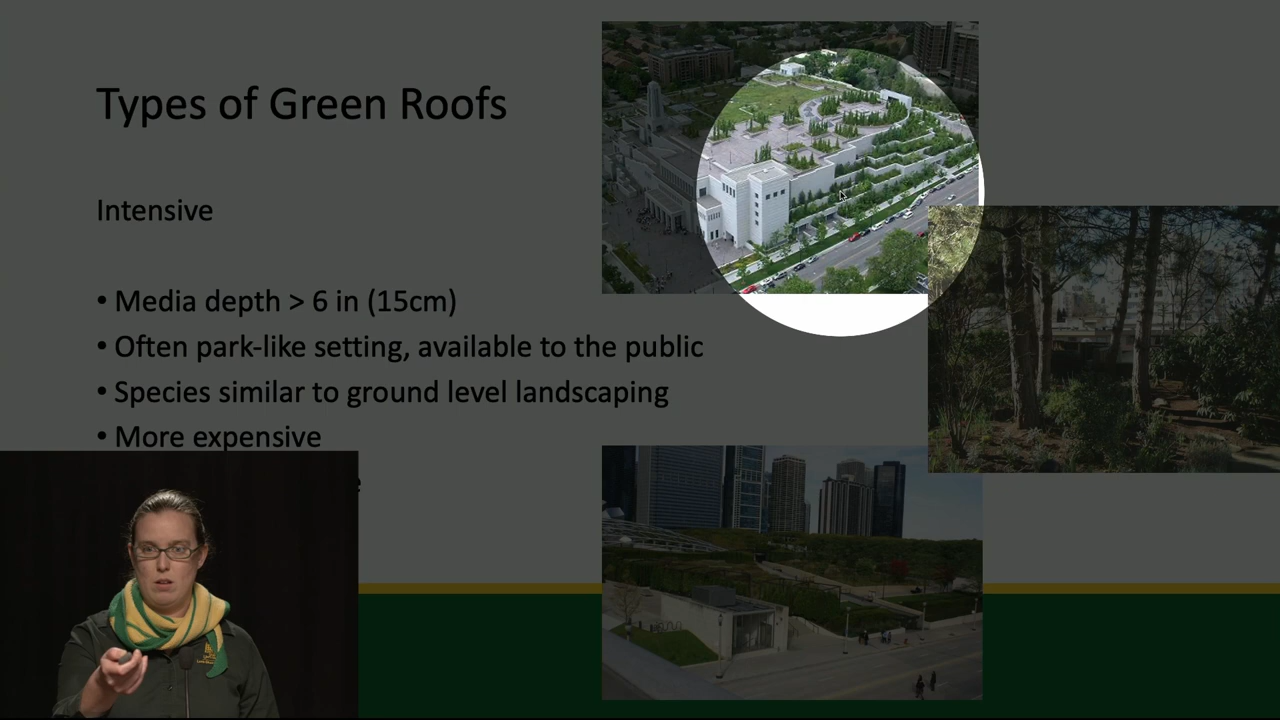 Types of Green Roofs
Intensive
• Media depth > 6 in (15cm)
• Often park-like setting, available to the public
• Species similar to ground level landscaping
• More expensive